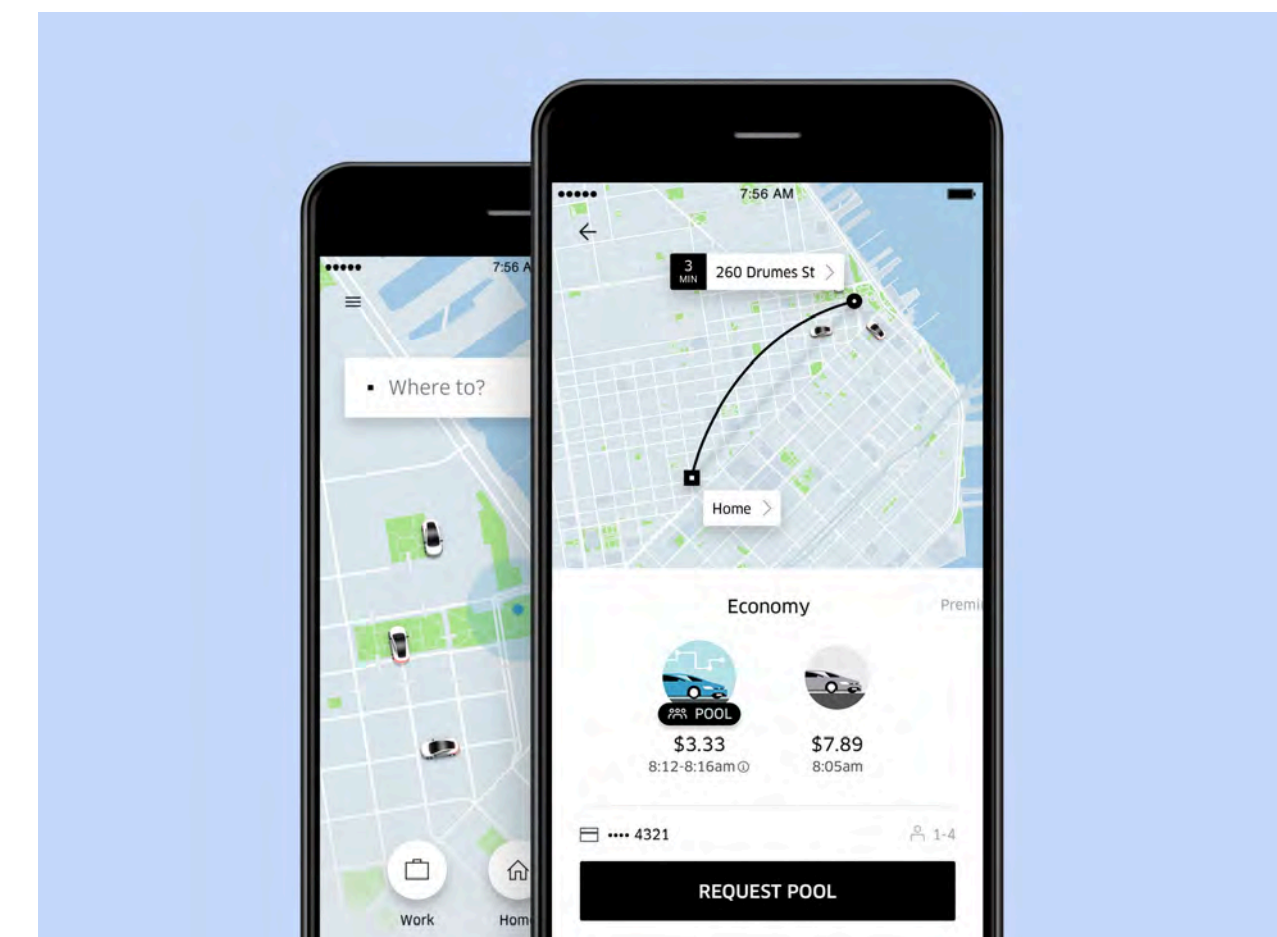 7:56 A
Where to?
Work
Hom
7:56 AM
3
MIN
260 Drumes St
Home
Economy
Premi
POOL
$3.33
$7.89
8:12-8:16am
8:05am
•••• 4321
1-4
REQUEST POOL